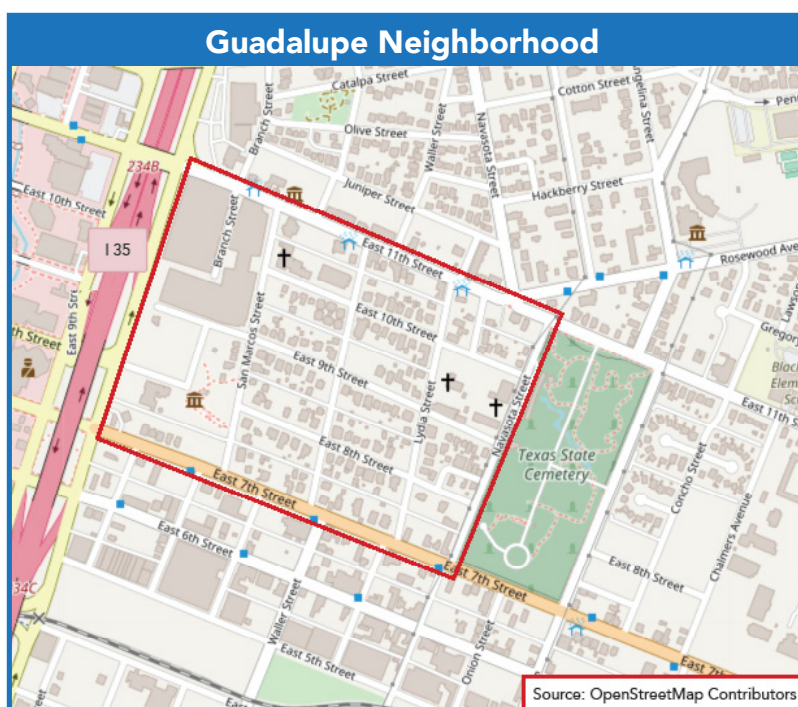 Guadalupe Neighborhood
Catalpa Street
Cotton Street
Angelina Street
Branch Street
Olive Street
Waller Street
Navasota Street
234B
East 10th Street
Juniper Street
Hackberry Street
I 35
Branch Street
East 11th Street
Rosewood Ave
East 9th Street
San Marcos Street
East 10th Street
Gregory
East 9th Street
Lydia Street
Navasota Street
East 11th S
Texas State
Cemetery
East 8th Street
Concho Street
Chalmers Avenue
East 7th Street
East 6th Street
East 7th Street
East 8th Street
34C
Waller Street
Onion Street
East 5th Street
East 7th
Source: OpenStreetMap Contributors